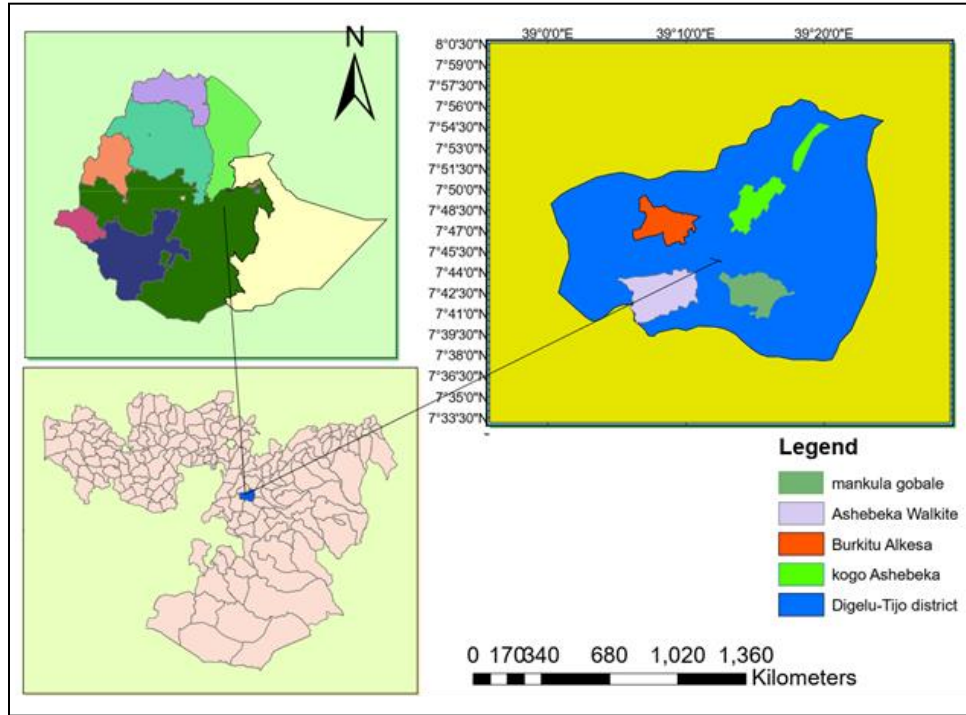 N
39°0'0"E 39°10'0"E 39°20'0"E
8°0'30"N
7°59'0"N
7°57'30"N
7°56'0"N
7°54'30"N
7°53'0"N
7°51'30"N
7°50'0"N
7°48'30"N
7°47'0"N
7°45'30"N
7°44'0"N
7°42'30"N
7°41'0"N
7°39'30"N
7°38'0"N
7°36'30"N
7°35'0"N
7°33'30"N
Legend
mankula gobale
Ashebeka Walkite
Burkitu Alkesa
kogo Ashebeka
Digelu-Tijo district
0 170340 680 1,020 1,360
Kilometers